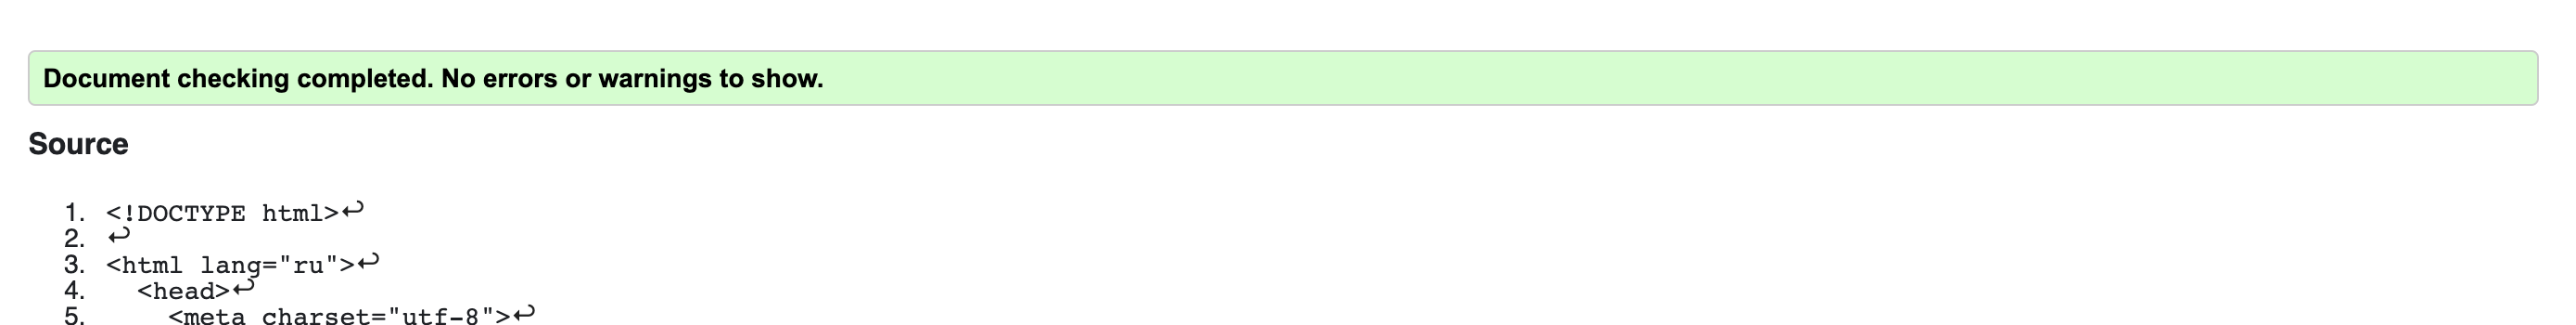 Document checking completed. No errors or warnings to show.
Source
1. <!DOCTYPE html>↩
2. ↩
3. <html lang="ru">↩
4.   <head>↩
5.     <meta charset="utf-8">↩